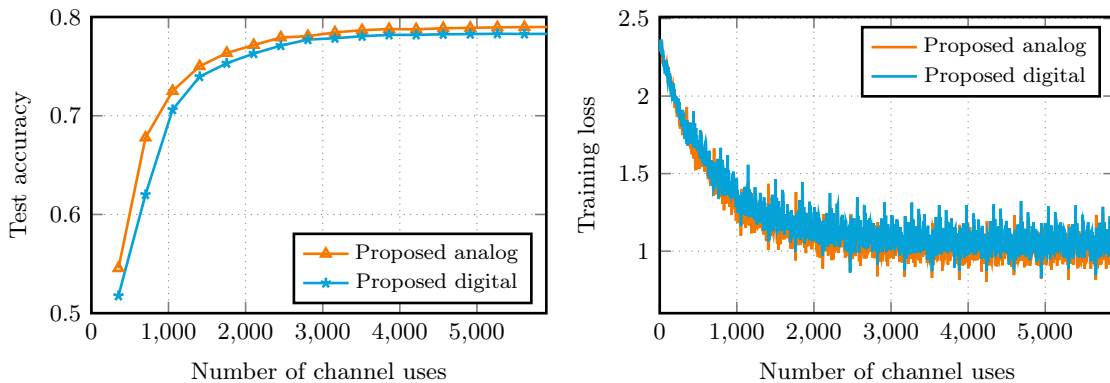 0.8
0.7
0.6
0.5
Test accuracy
0
1,000
2,000
3,000
4,000
5,000
Number of channel uses
Proposed analog
Proposed digital
2.5
2
1.5
1
Training loss
0
1,000
2,000
3,000
4,000
5,000
Number of channel uses
Proposed analog
Proposed digital